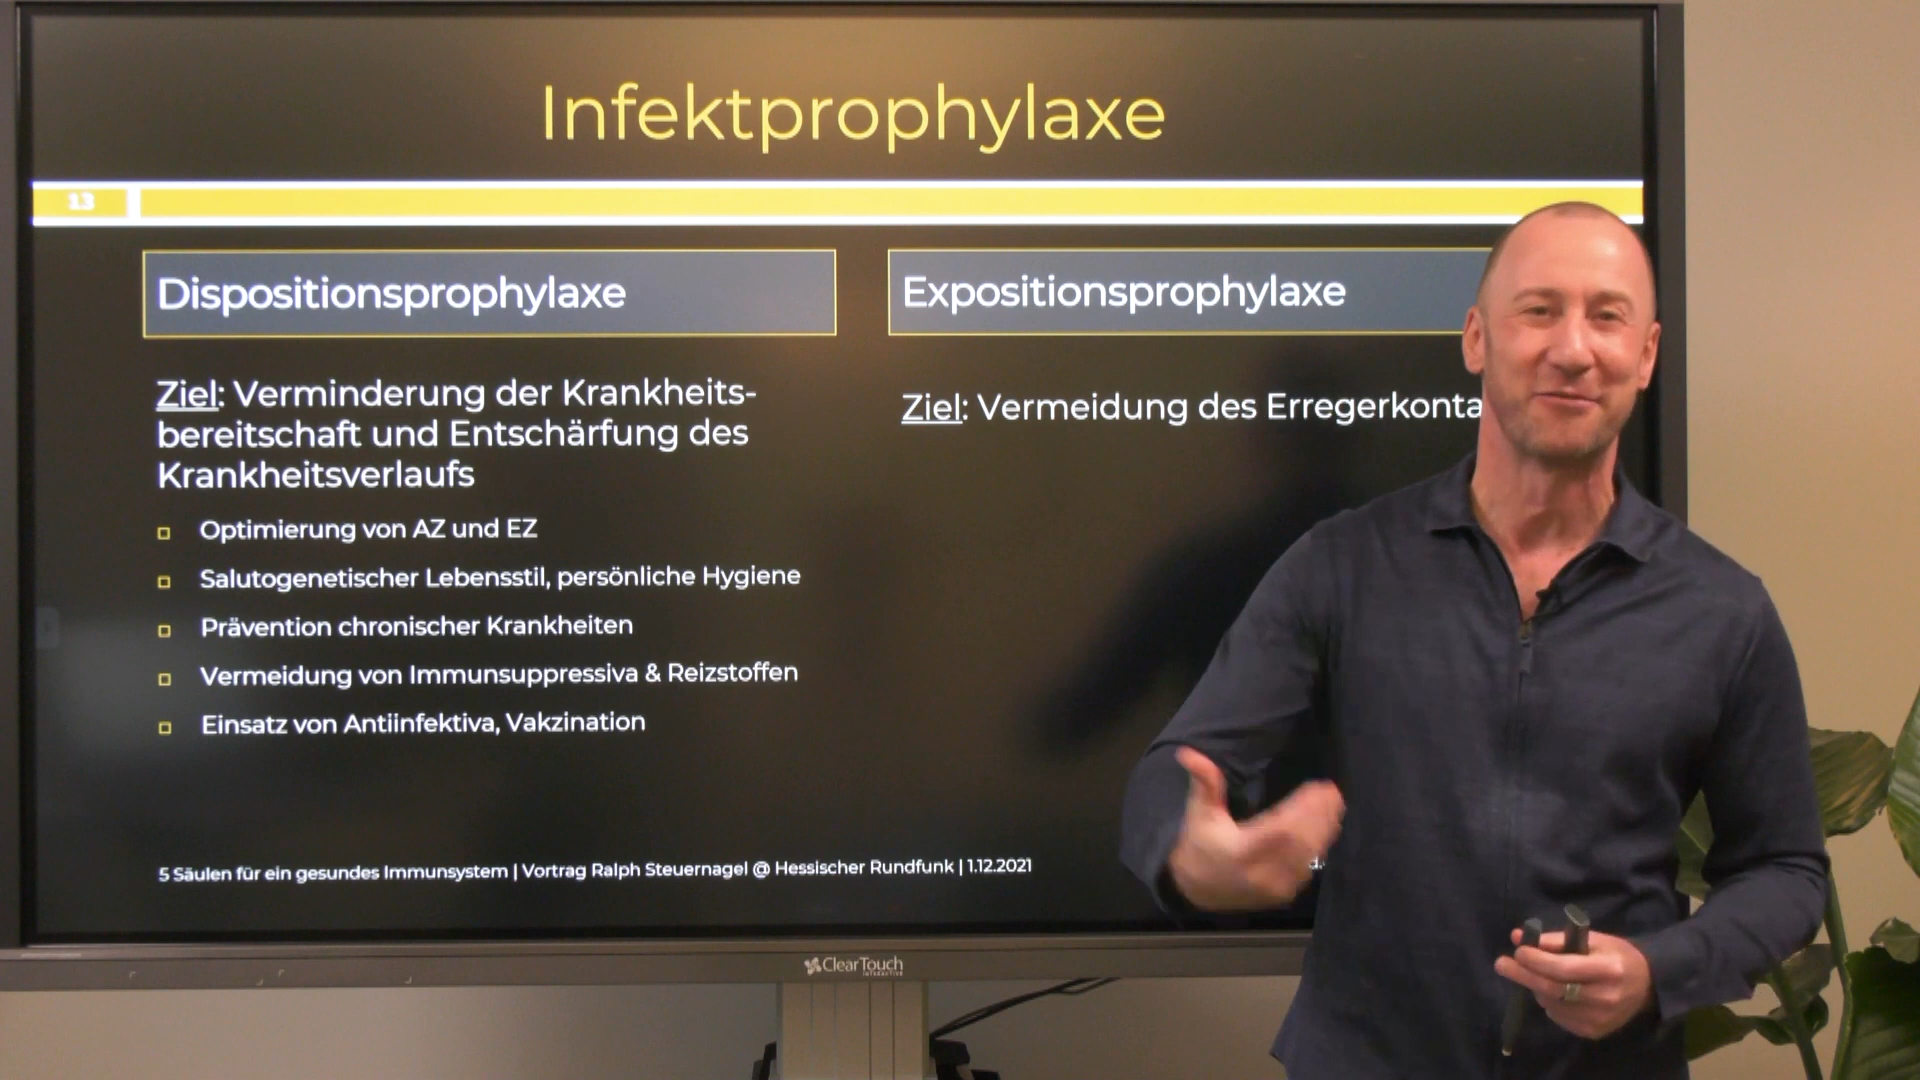 Infektprophylaxe
13
Dispositionsprophylaxe
Ziel: Verminderung der Krankheits-
bereitschaft und Entschärfung des
Krankheitsverlaufs
Optimierung von AZ und EZ
Salutogenetischer Lebensstil, persönliche Hygiene
Prävention chronischer Krankheiten
Vermeidung von Immunsuppressiva & Reizstoffen
Einsatz von Antiinfektiva, Vakzination
Expositionsprophylaxe
Ziel: Vermeidung des Erregerkonta
5 Säulen für ein gesundes Immunsystem | Vortrag Ralph Steuernagel @ Hessischer Rundfunk | 1.12.2021
ClearTouch
INTERACTIVE